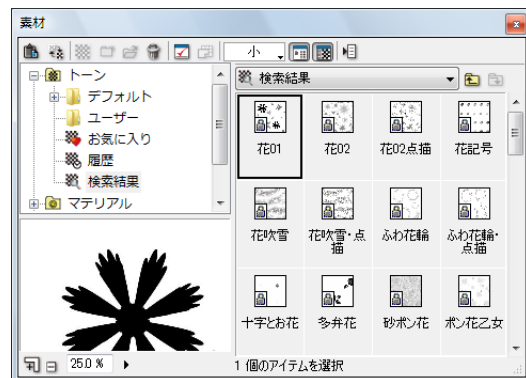 素材
小
トーン
デフォルト
ユーザー
お気に入り
履歴
検索結果
マテリアル
検索結果
花01
花02
花02点描
花記号
花吹雪
花吹雪・点描
ふわ花輪
ふわ花輪・点描
十字とお花
多弁花
砂ポン花
ポン花乙女
25.0 %
1 個のアイテムを選択